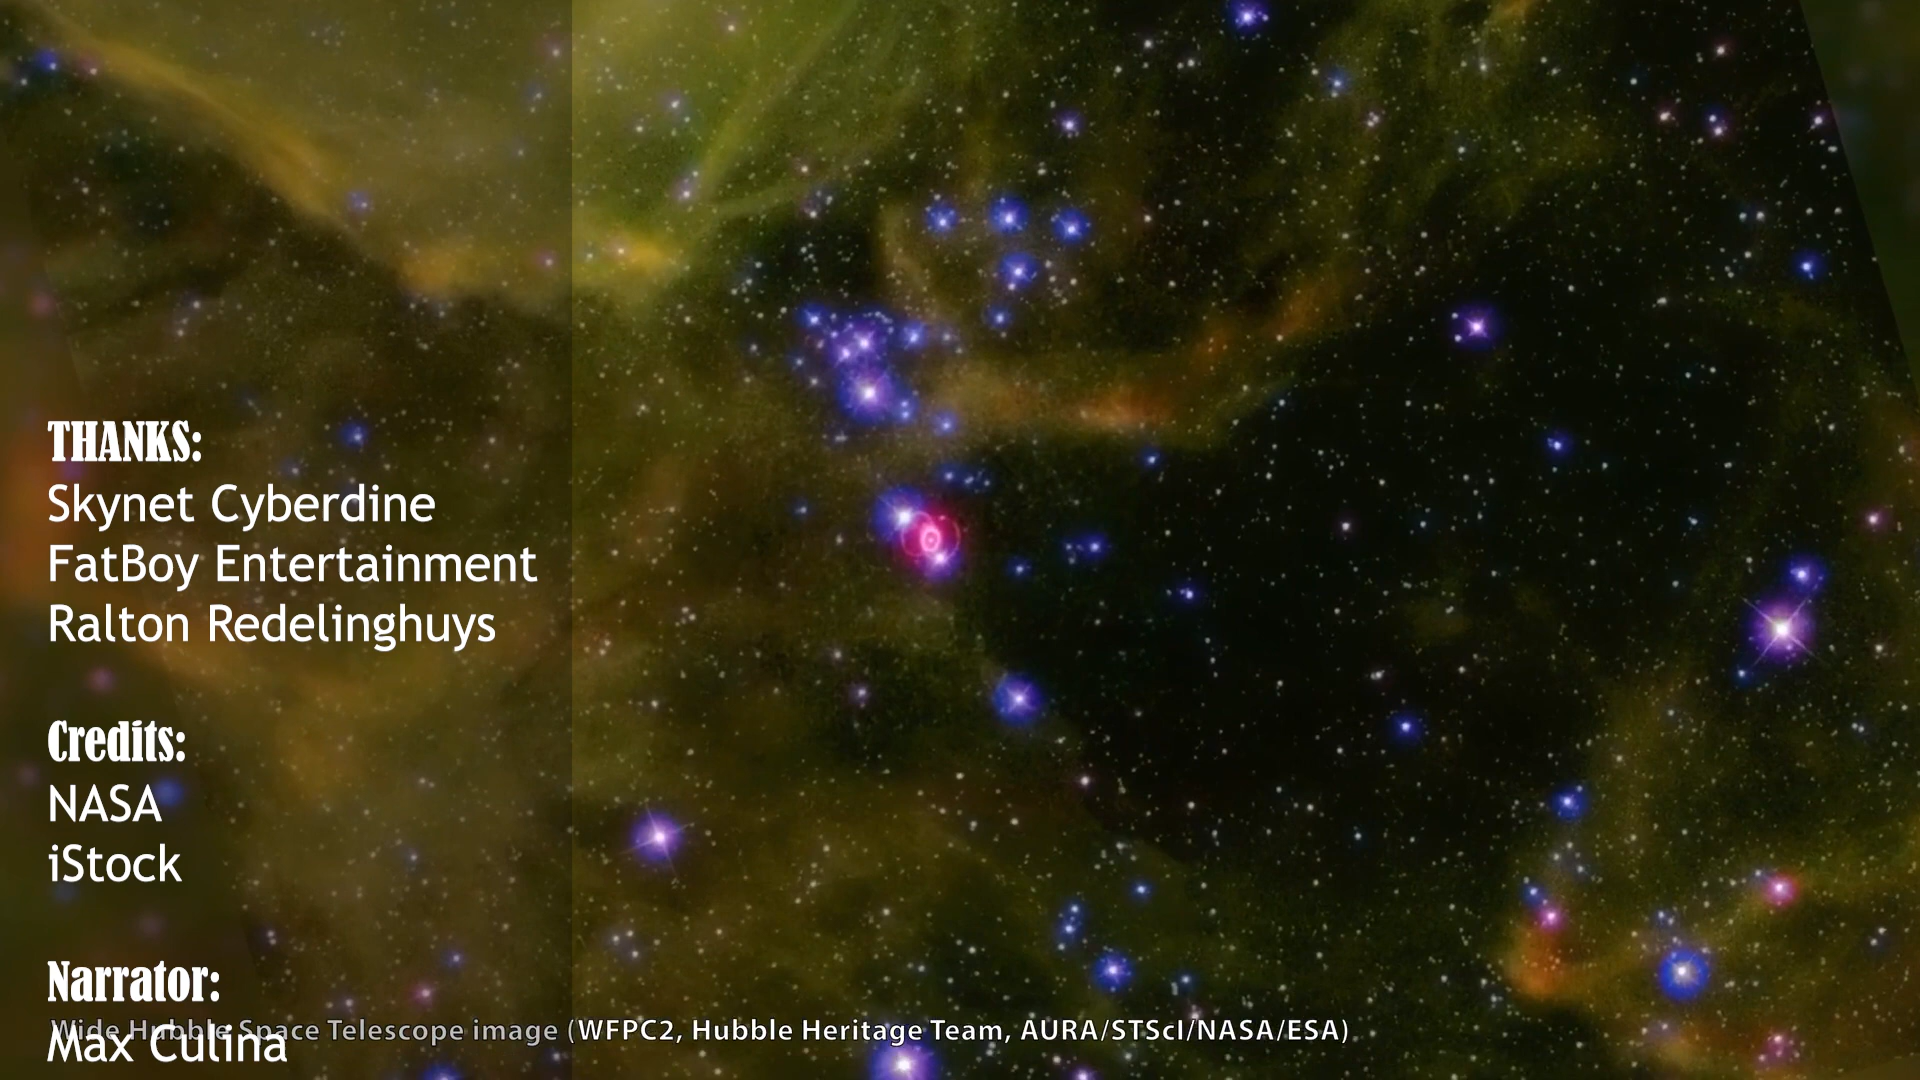 THANKS:
Skynet Cyberdine
FatBoy Entertainment
Ralton Redelinghuys
Credits:
NASA
iStock
Narrator:
Wide Hubble Space Telescope image (WFPC2, Hubble Heritage Team, AURA/STScI/NASA/ESA)
Max Culina